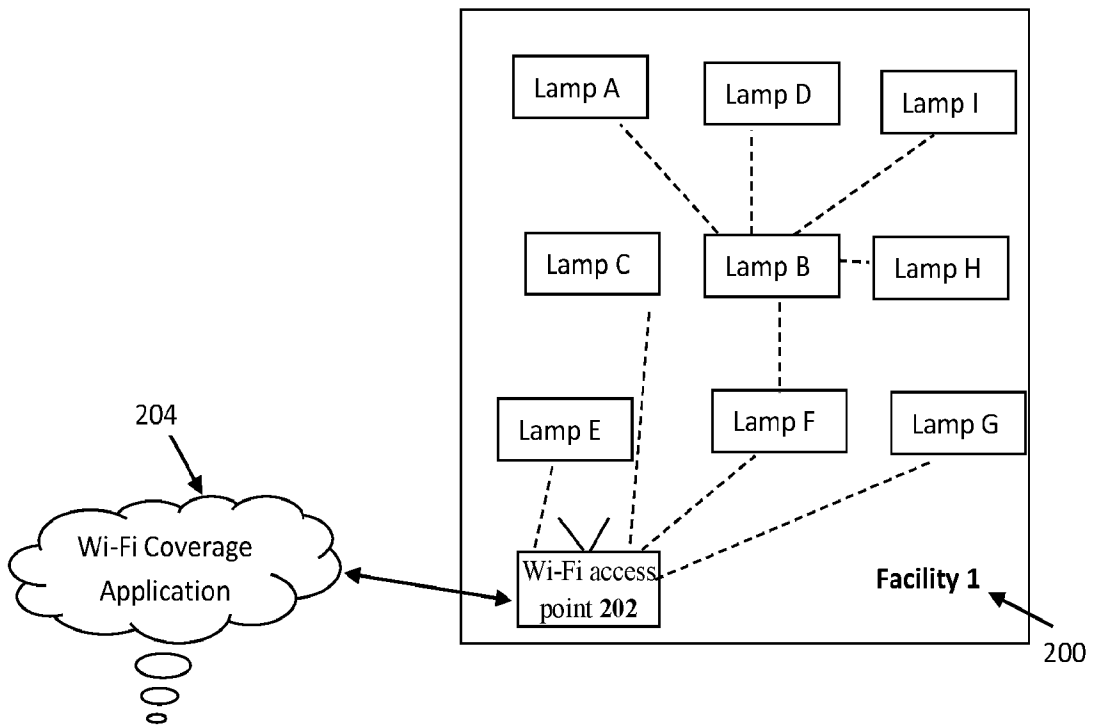 Lamp A
Lamp D
Lamp I
Lamp C
Lamp B
Lamp H
204
Lamp E
Lamp F
Lamp G
Wi-Fi Coverage
Application
Wi-Fi access
point 202
Facility 1
200